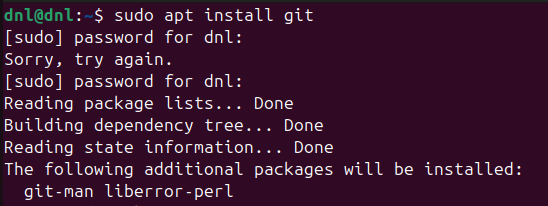 dnl@dnl:~$ sudo apt install git
[sudo] password for dnl:
Sorry, try again.
[sudo] password for dnl:
Reading package lists... Done
Building dependency tree... Done
Reading state information... Done
The following additional packages will be installed:
  git-man liberror-perl